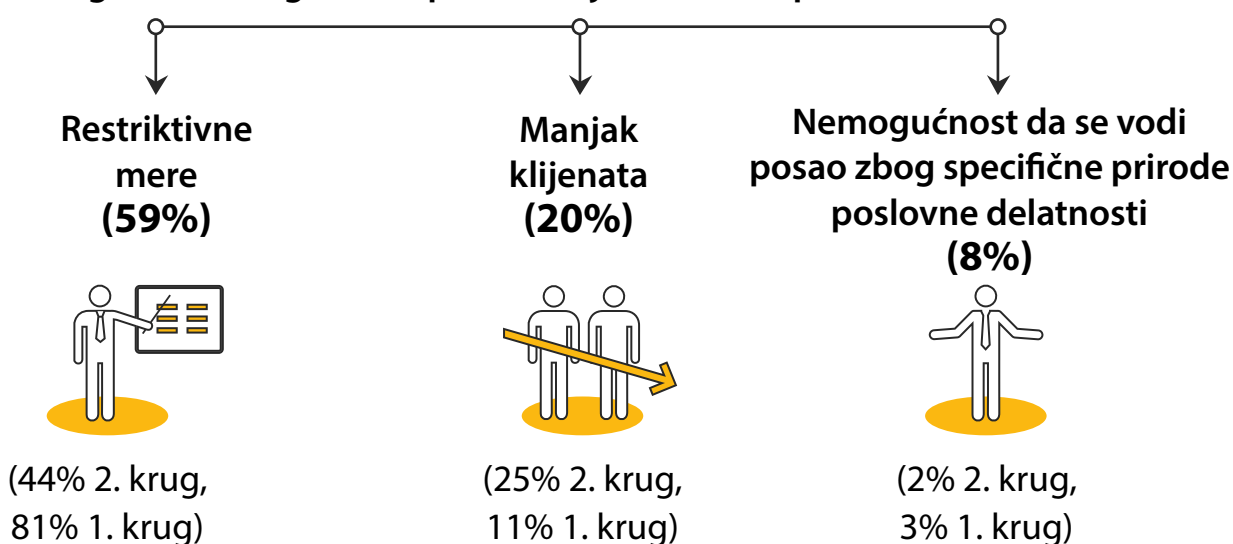 Restriktivne
mere
(59%)
Manjak
klijenata
(20%)
Nemogućnost da se vodi
posao zbog specifične prirode
poslovne delatnosti
(8%)
(44% 2. krug,
81% 1. krug)
(25% 2. krug,
11% 1. krug)
(2% 2. krug,
3% 1. krug)